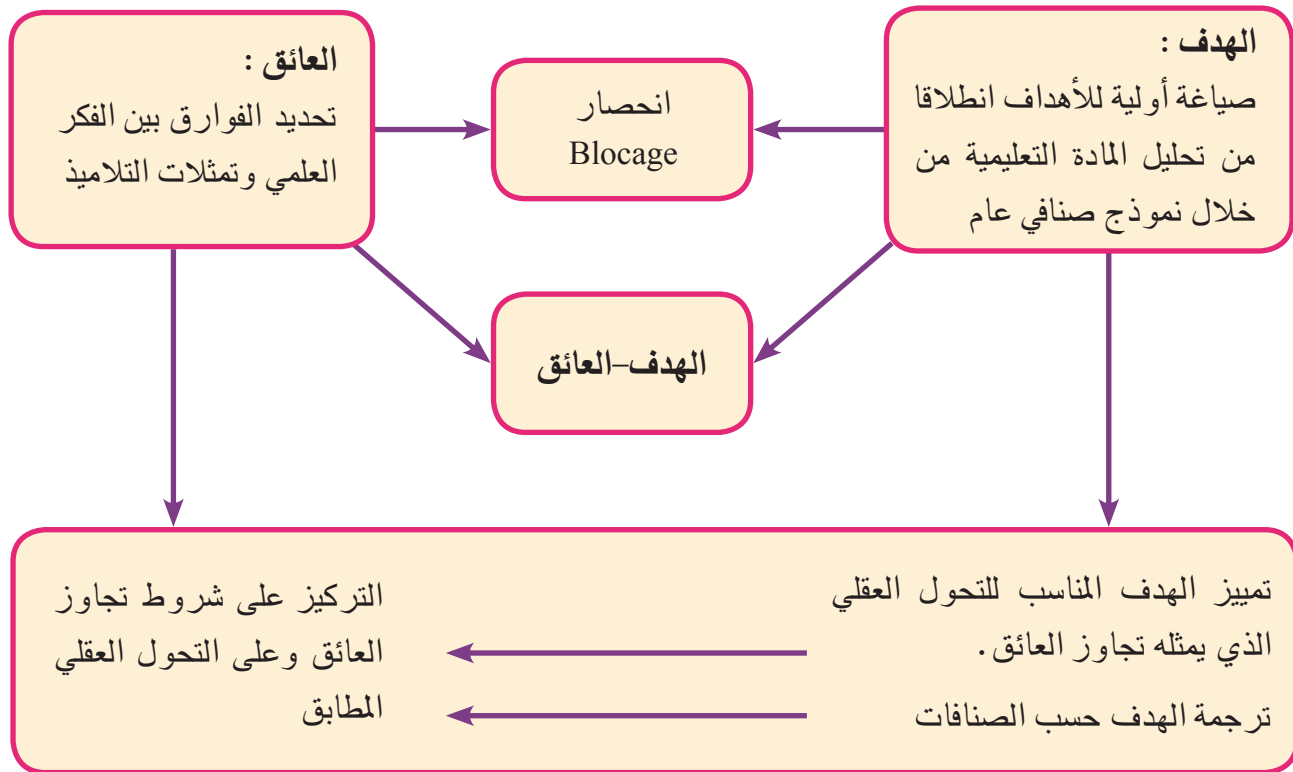 الهدف :
صياغة أولية للأهداف انطلاقا
من تحليل المادة التعليمية من
خلال نموذج صنافي عام
انحصار
Blocage
العائق :
تحديد الفوارق بين الفكر
العلمي وتمثلات التلاميذ
الهدف–العائق
تمييز الهدف المناسب للتحول العقلي
الذي يمثله تجاوز العائق.
ترجمة الهدف حسب الصنافات
التركيز على شروط تجاوز
العائق وعلى التحول العقلي
المطابق